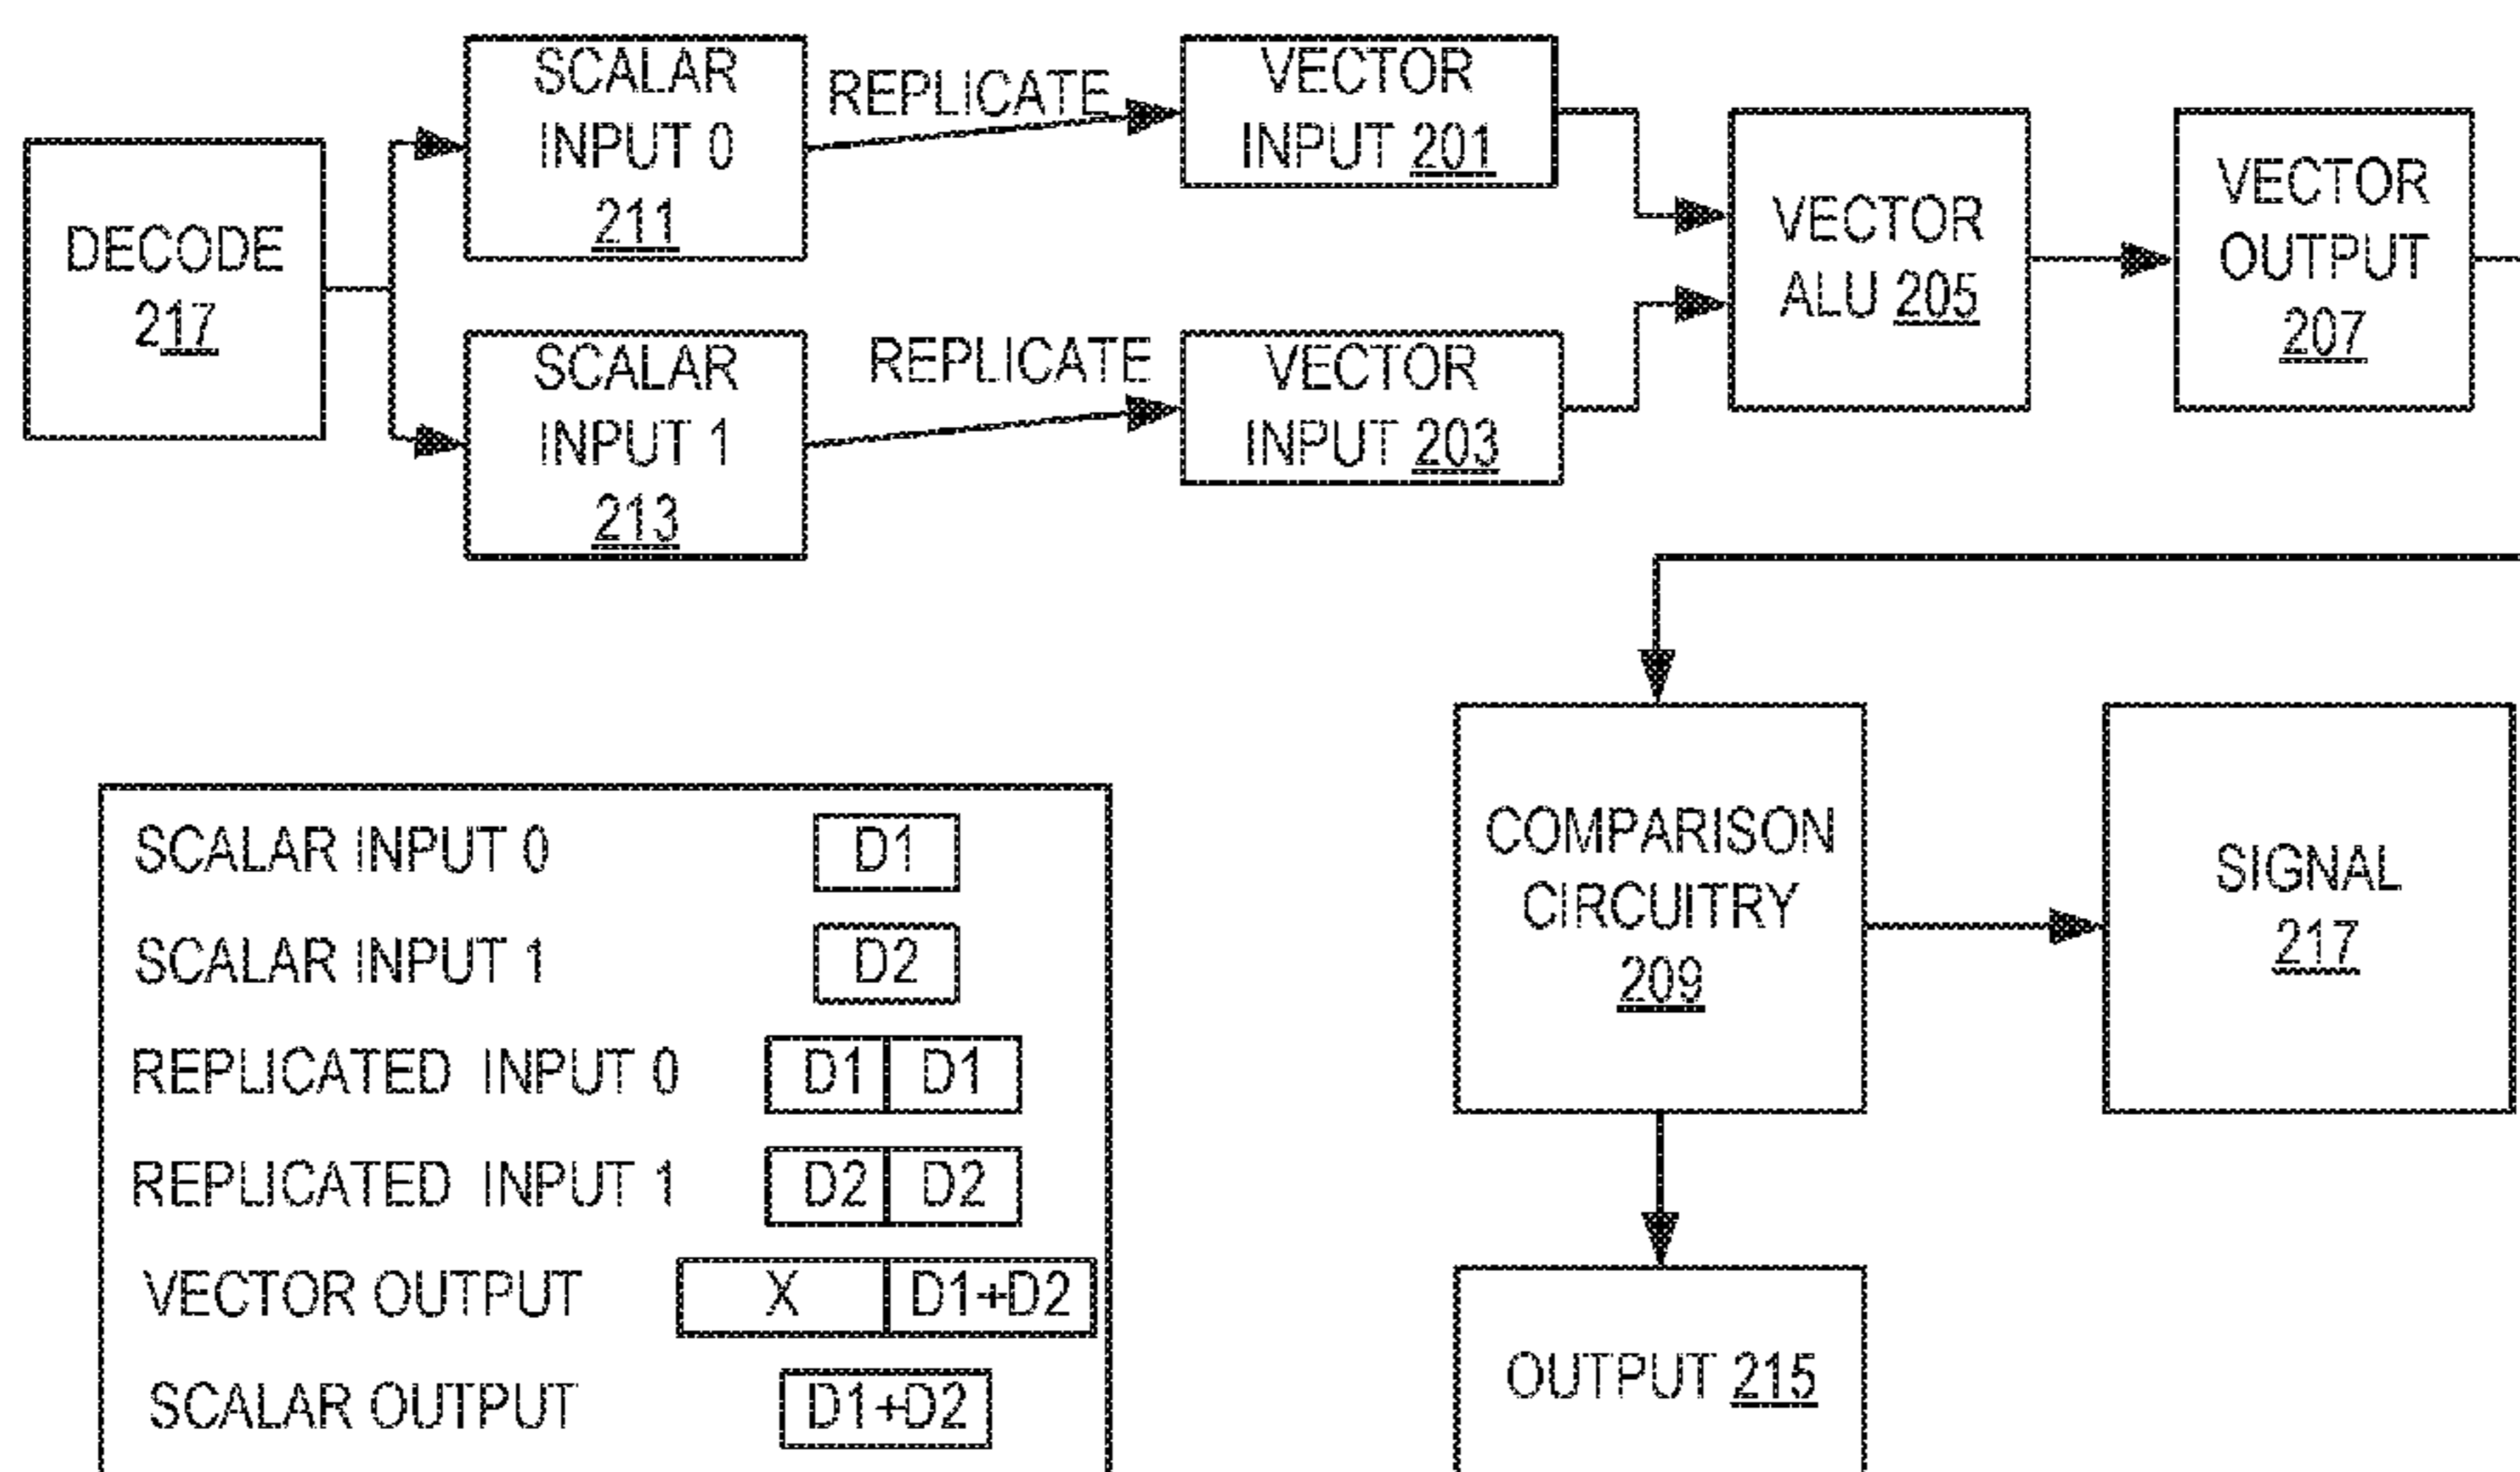 DECODE
217
SCALAR
INPUT 0
211
REPLICATE
VECTOR
INPUT 201
SCALAR
INPUT 1
213
REPLICATE
VECTOR
INPUT 203
VECTOR
ALU 205
VECTOR
OUTPUT
207
COMPARISON
CIRCUITRY
209
SIGNAL
217
OUTPUT 215
SCALAR INPUT 0 D1
SCALAR INPUT 1 D2
REPLICATED INPUT 0 D1 D1
REPLICATED INPUT 1 D2 D2
VECTOR OUTPUT X D1+D2
SCALAR OUTPUT D1+D2